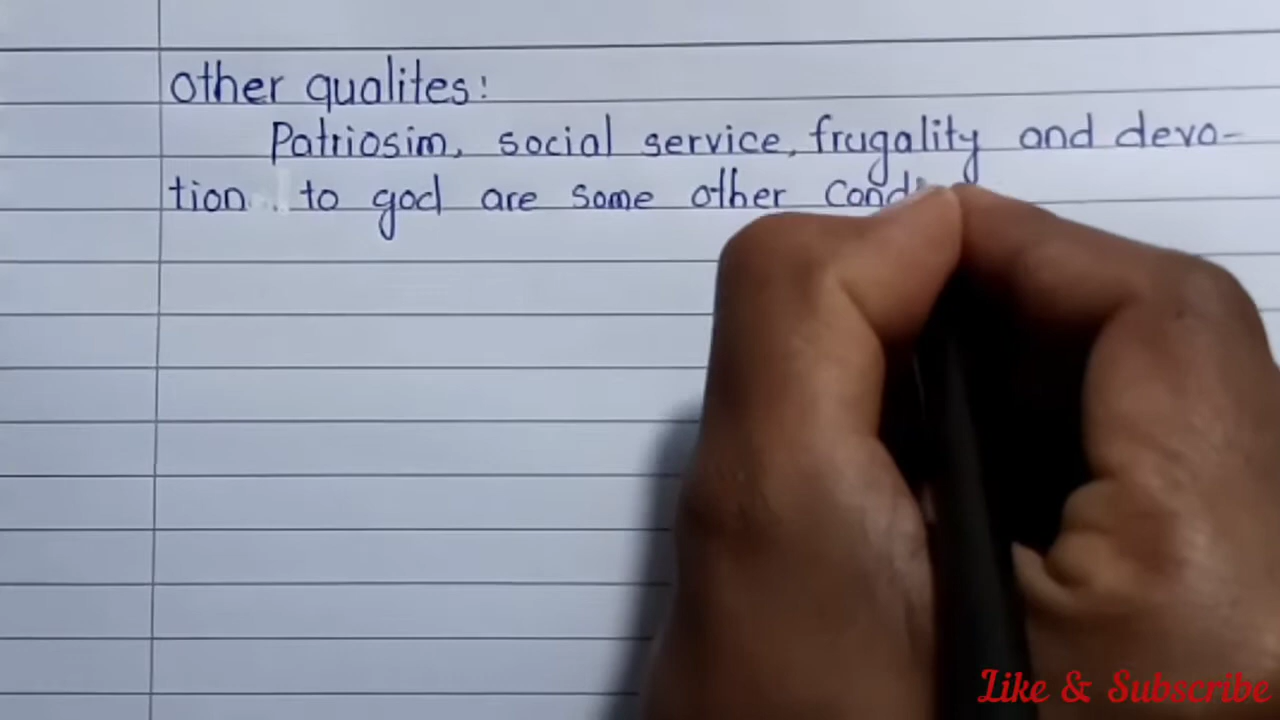 other qualites:
Patriosim, social service, frugality and devo-
tion to god are some other
Like & Subscribe